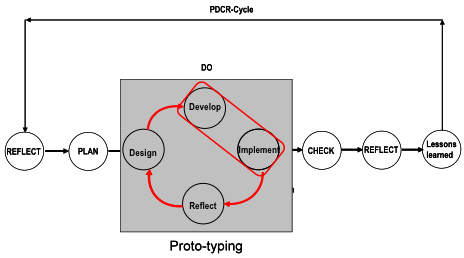 PDCR-Cycle
DO
Develop
REFLECT
PLAN
Design
Implement
CHECK
REFLECT
Lessons
learned
Reflect
Proto-typing